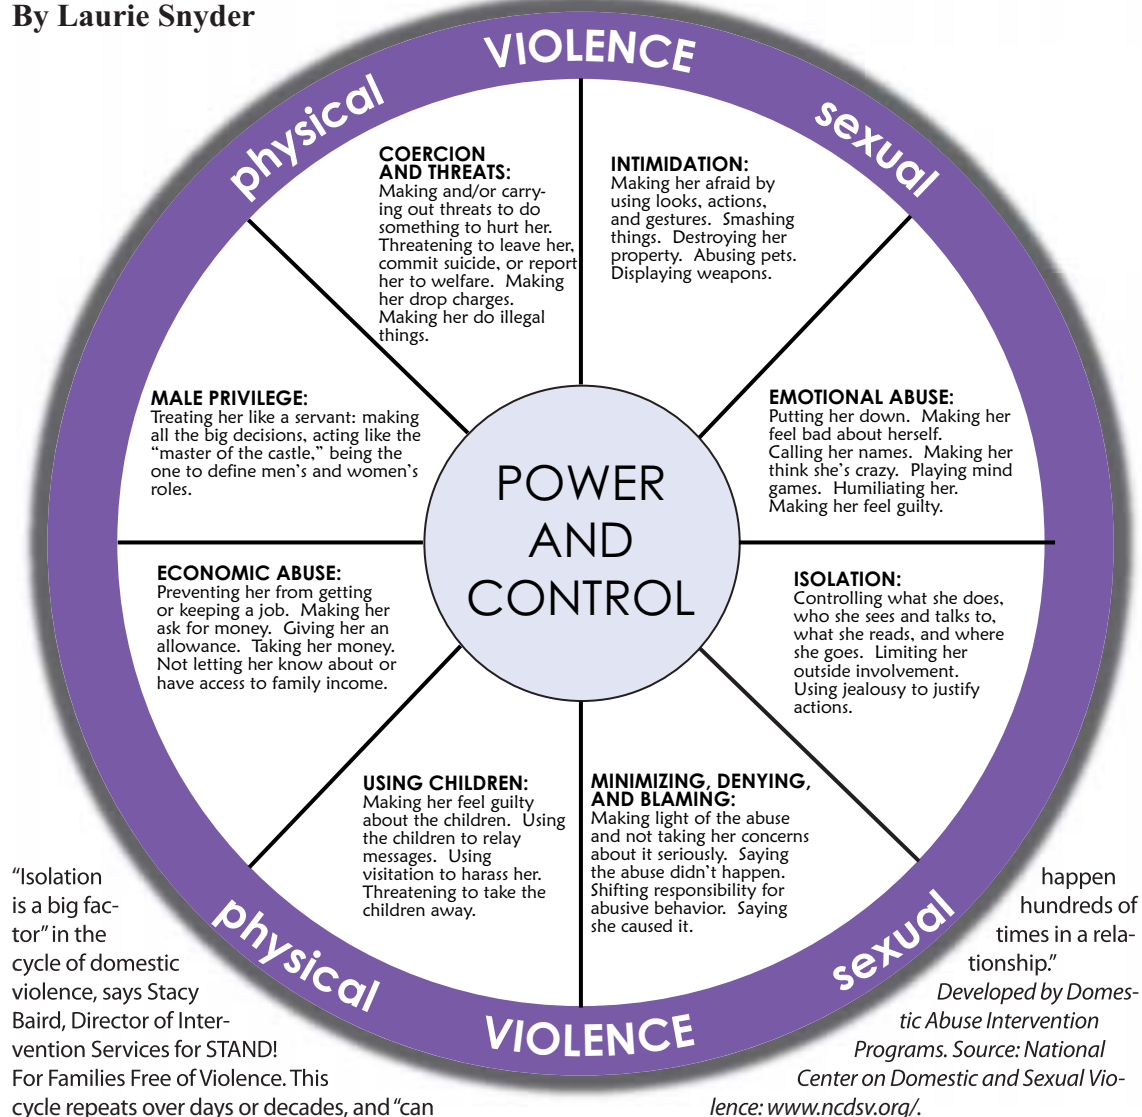 By Laurie Snyder
VIOLENCE
physical
sexual
COERCION
AND THREATS:
Making and/or carry-
ing out threats to do
something to hurt her.
Threatening to leave her,
commit suicide, or report
her to welfare.  Making
her drop charges.
Making her do illegal
things.
INTIMIDATION:
Making her afraid by
using looks, actions,
and gestures.  Smashing
things.  Destroying her
property.  Abusing pets.
Displaying weapons.
MALE PRIVILEGE:
Treating her like a servant: making
all the big decisions, acting like the
“master of the castle,” being the
one to define men’s and women’s
roles.
EMOTIONAL ABUSE:
Putting her down.  Making her
feel bad about herself.
Calling her names.  Making her
think she’s crazy.  Playing mind
games.  Humiliating her.
Making her feel guilty.
POWER
AND
CONTROL
ECONOMIC ABUSE:
Preventing her from getting
or keeping a job.  Making her
ask for money.  Giving her an
allowance.  Taking her money.
Not letting her know about or
have access to family income.
ISOLATION:
Controlling what she does,
who she sees and talks to,
what she reads, and where
she goes.  Limiting her
outside involvement.
Using jealousy to justify
actions.
USING CHILDREN:
Making her feel guilty
about the children.  Using
the children to relay
messages.  Using
visitation to harass her.
Threatening to take the
children away.
MINIMIZING, DENYING,
AND BLAMING:
Making light of the abuse
and not taking her concerns
about it seriously.  Saying
the abuse didn’t happen.
Shifting responsibility for
abusive behavior.  Saying
she caused it.
physical
sexual
VIOLENCE
“Isolation
is a big fac-
tor” in the
cycle of domestic
violence, says Stacy
Baird, Director of Inter-
vention Services for STAND!
For Families Free of Violence. This
cycle repeats over days or decades, and “can
happen
hundreds of
times in a rela-
tionship.”
Developed by Domes-
tic Abuse Intervention
Programs. Source: National
Center on Domestic and Sexual Vio-
lence: www.ncdsv.org/.